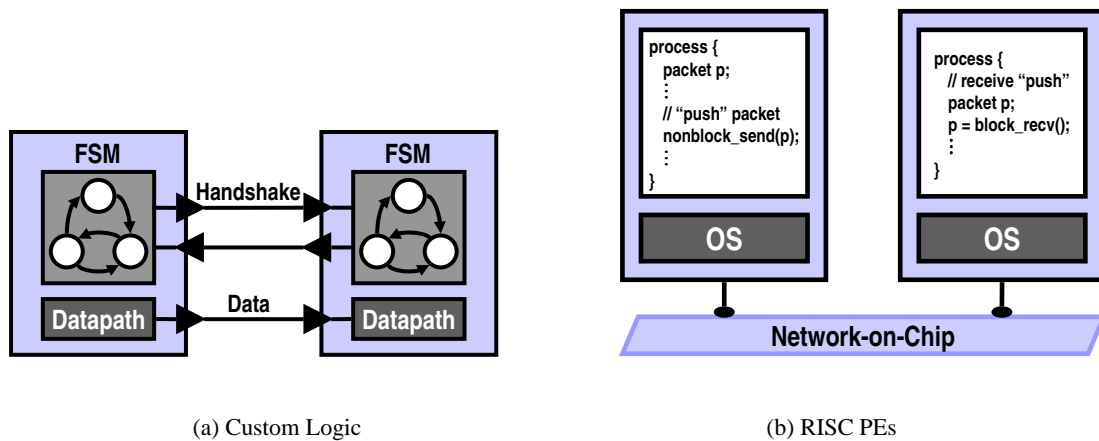 FSM
FSM
Handshake
Data
Datapath
Datapath
(a) Custom Logic
process {
packet p;
⋮
// “push” packet
nonblock_send(p);
⋮
}
OS
process {
// receive “push”
packet p;
p = block_recv();
⋮
}
OS
Network-on-Chip
(b) RISC PEs